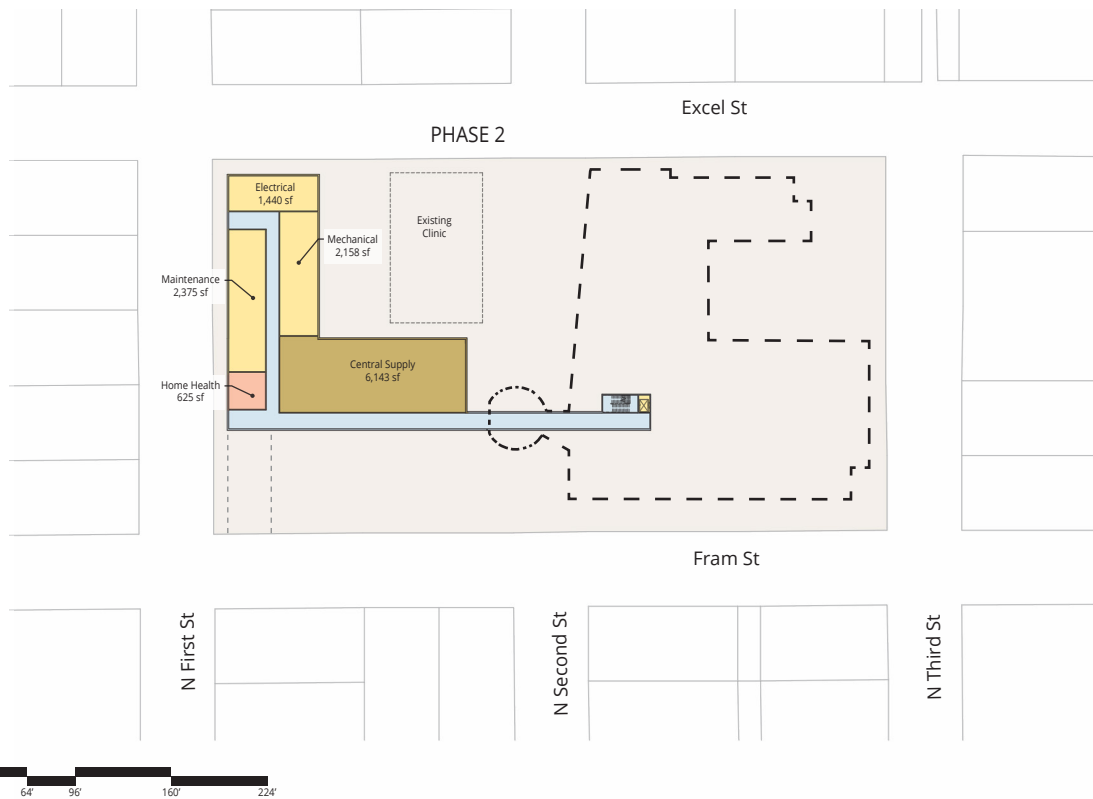 Excel St
PHASE 2
Electrical
1,440 sf
Existing
Clinic
Mechanical
2,158 sf
Maintenance
2,375 sf
Central Supply
6,143 sf
Home Health
625 sf
Fram St
N First St
N Second St
N Third St
64' 96' 160' 224'